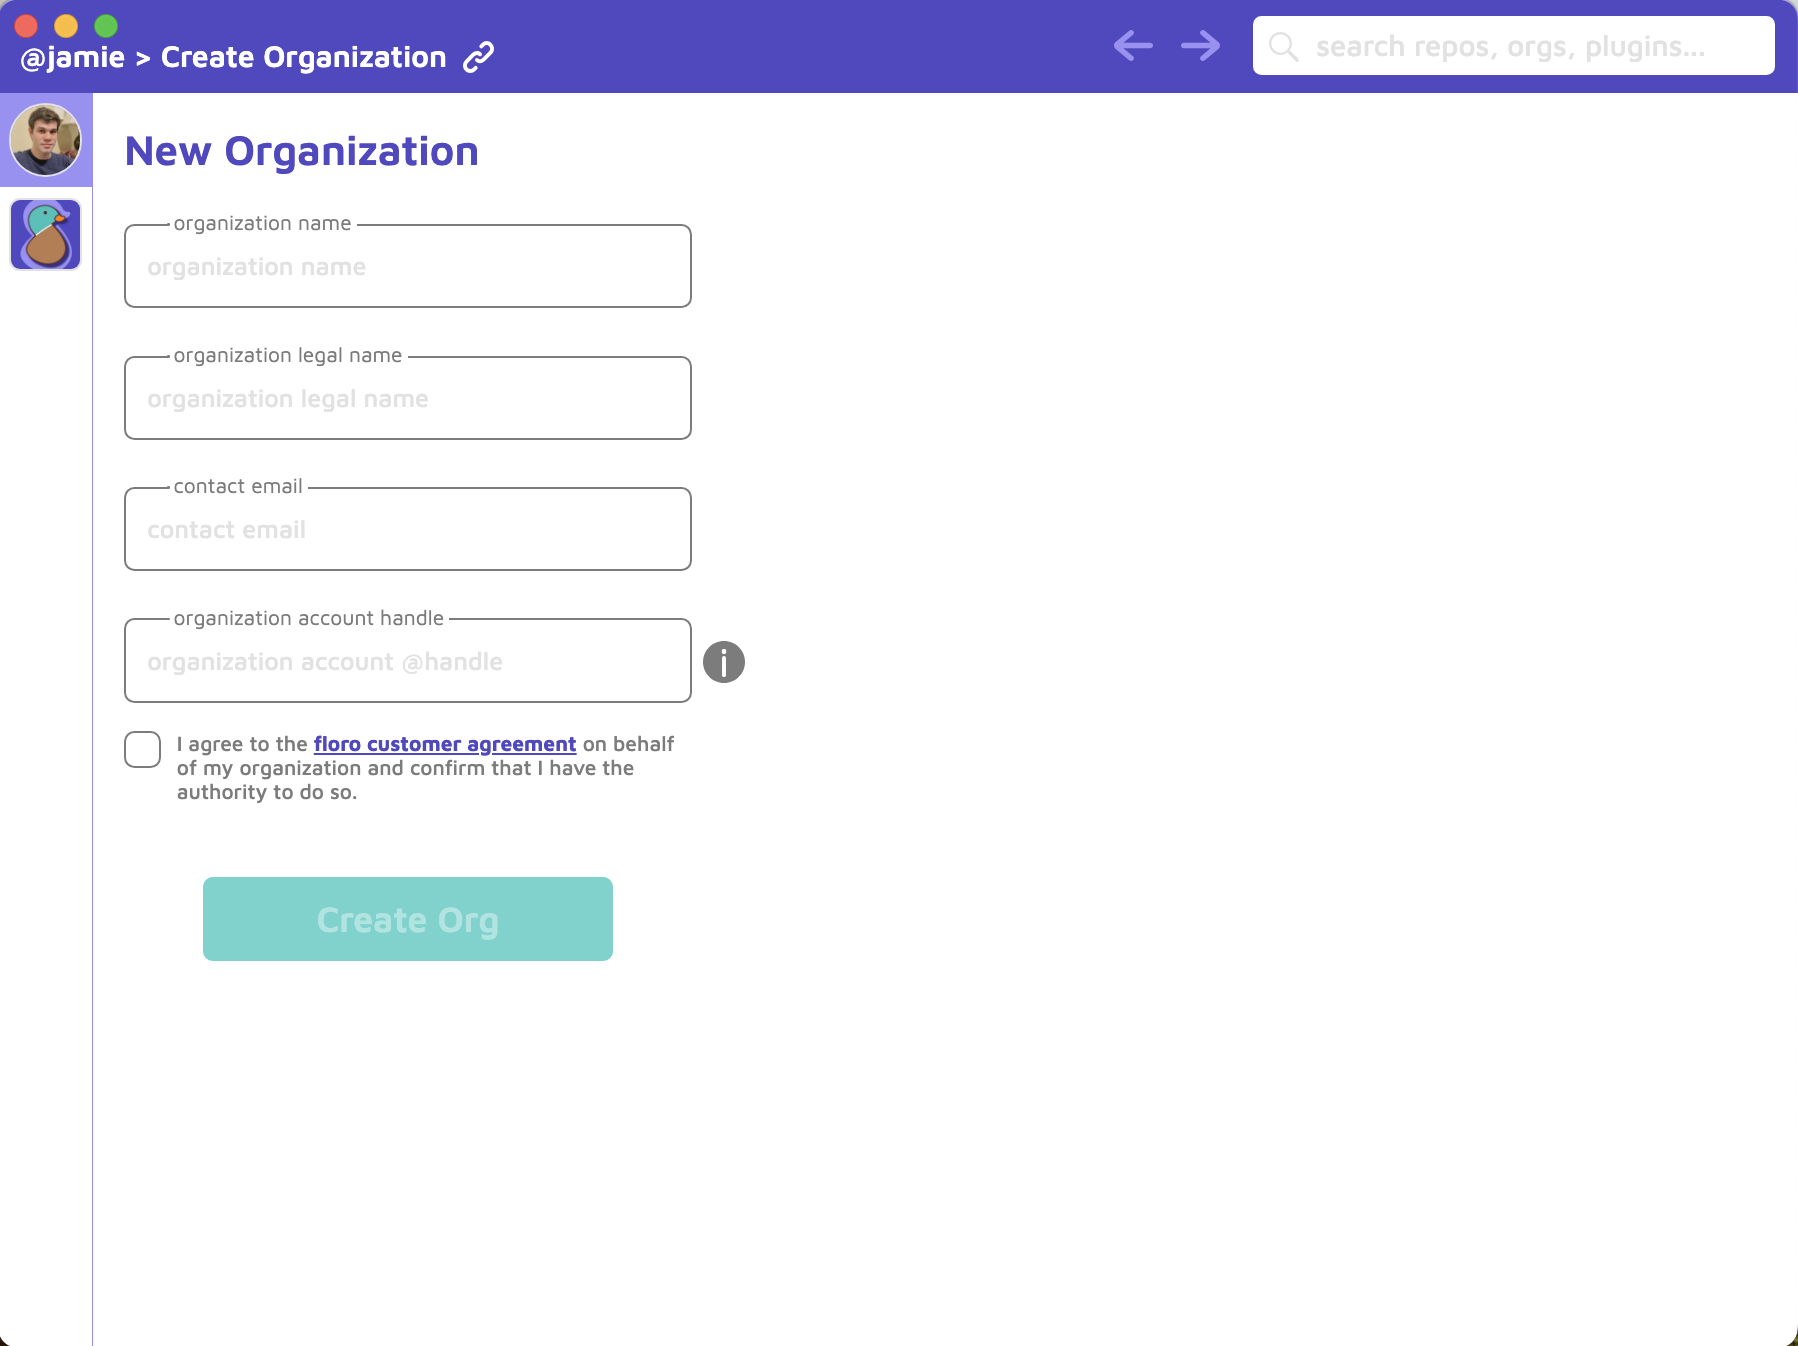 @jamie > Create Organization
search repos, orgs, plugins...
New Organization
organization name
organization name
organization legal name
organization legal name
contact email
contact email
organization account handle
organization account @handle
I agree to the floro customer agreement on behalf
of my organization and confirm that I have the
authority to do so.
Create Org